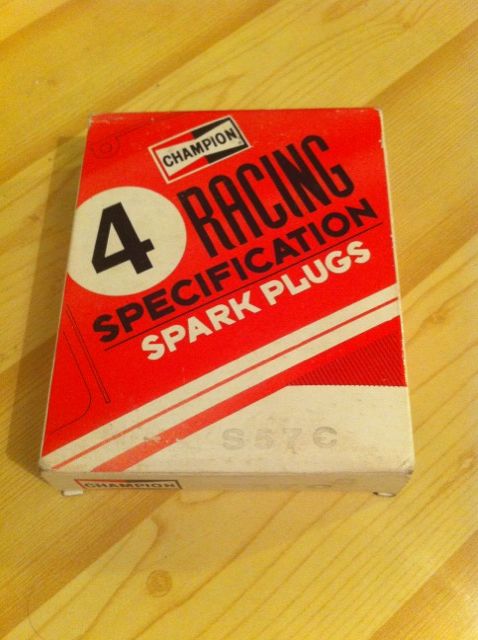 CHAMPION
4
RACING
SPECIFICATION
SPARK PLUGS
S57C
CHAMPION